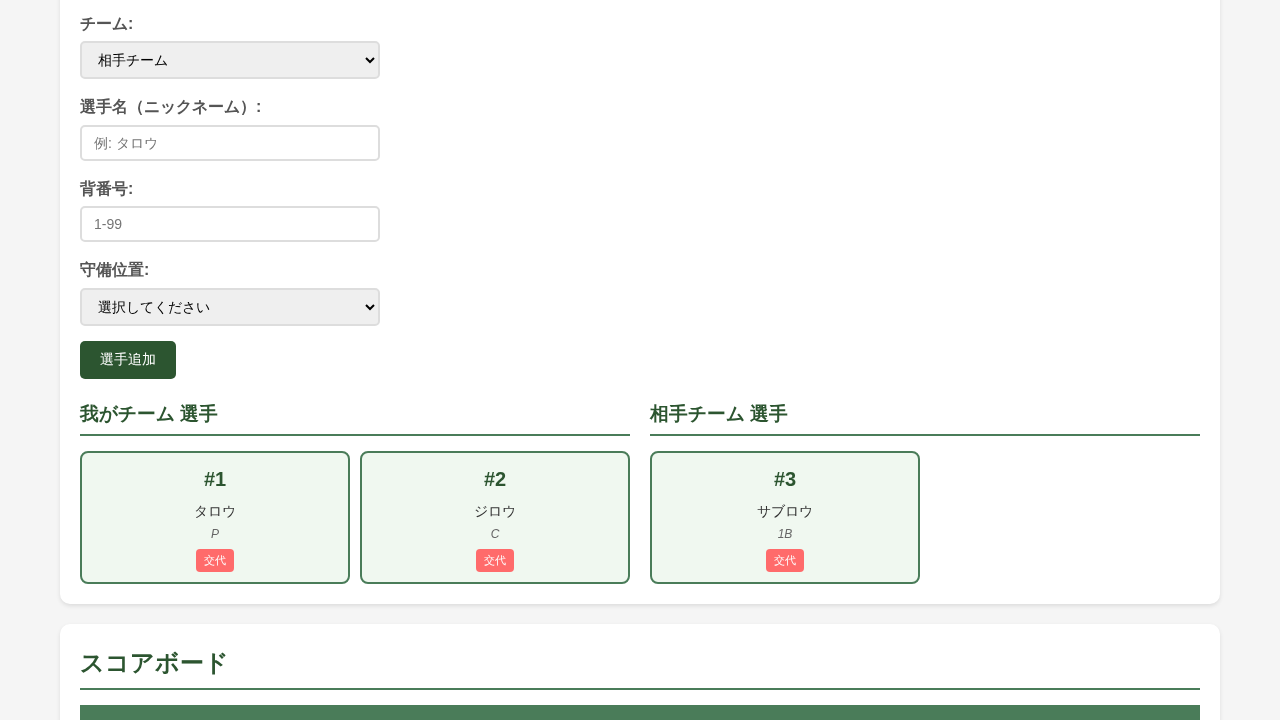 チーム:
相手チーム
選手名（ニックネーム）:
例: タロウ
背番号:
1-99
守備位置:
選択してください
選手追加
我がチーム 選手
#1
タロウ
P
交代
#2
ジロウ
C
交代
相手チーム 選手
#3
サブロウ
1B
交代
スコアボード